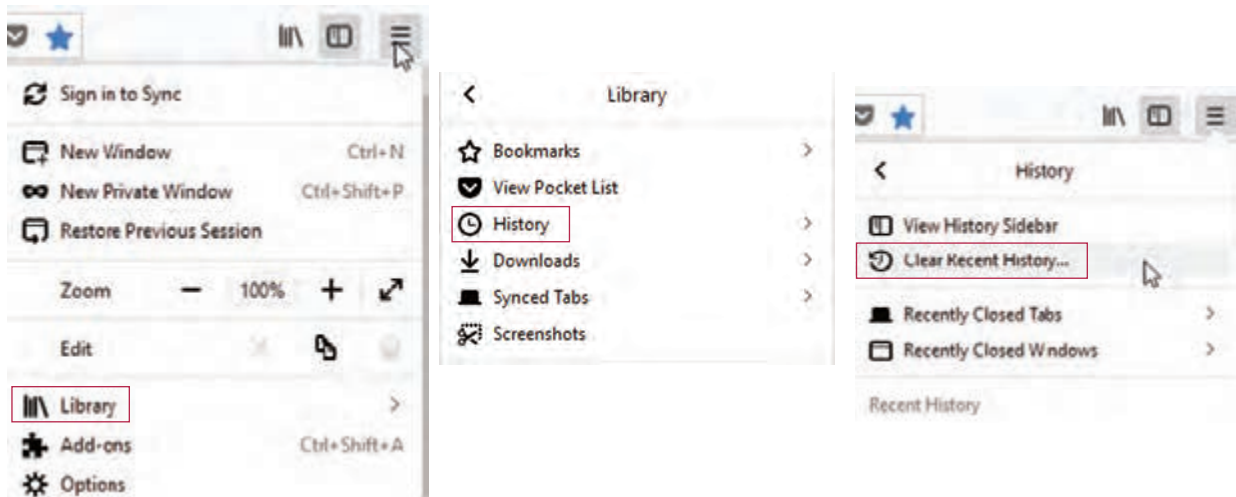 Sign in to Sync
New Window Ctrl+N
New Private Window Ctrl+Shift+P
Restore Previous Session
Zoom 100%
Edit
Library
Add-ons Ctrl+Shift+A
Options
Library
Bookmarks
View Pocket List
History
Downloads
Synced Tabs
Screenshots
History
View History Sidebar
Clear Recent History...
Recently Closed Tabs
Recently Closed Windows
Recent History